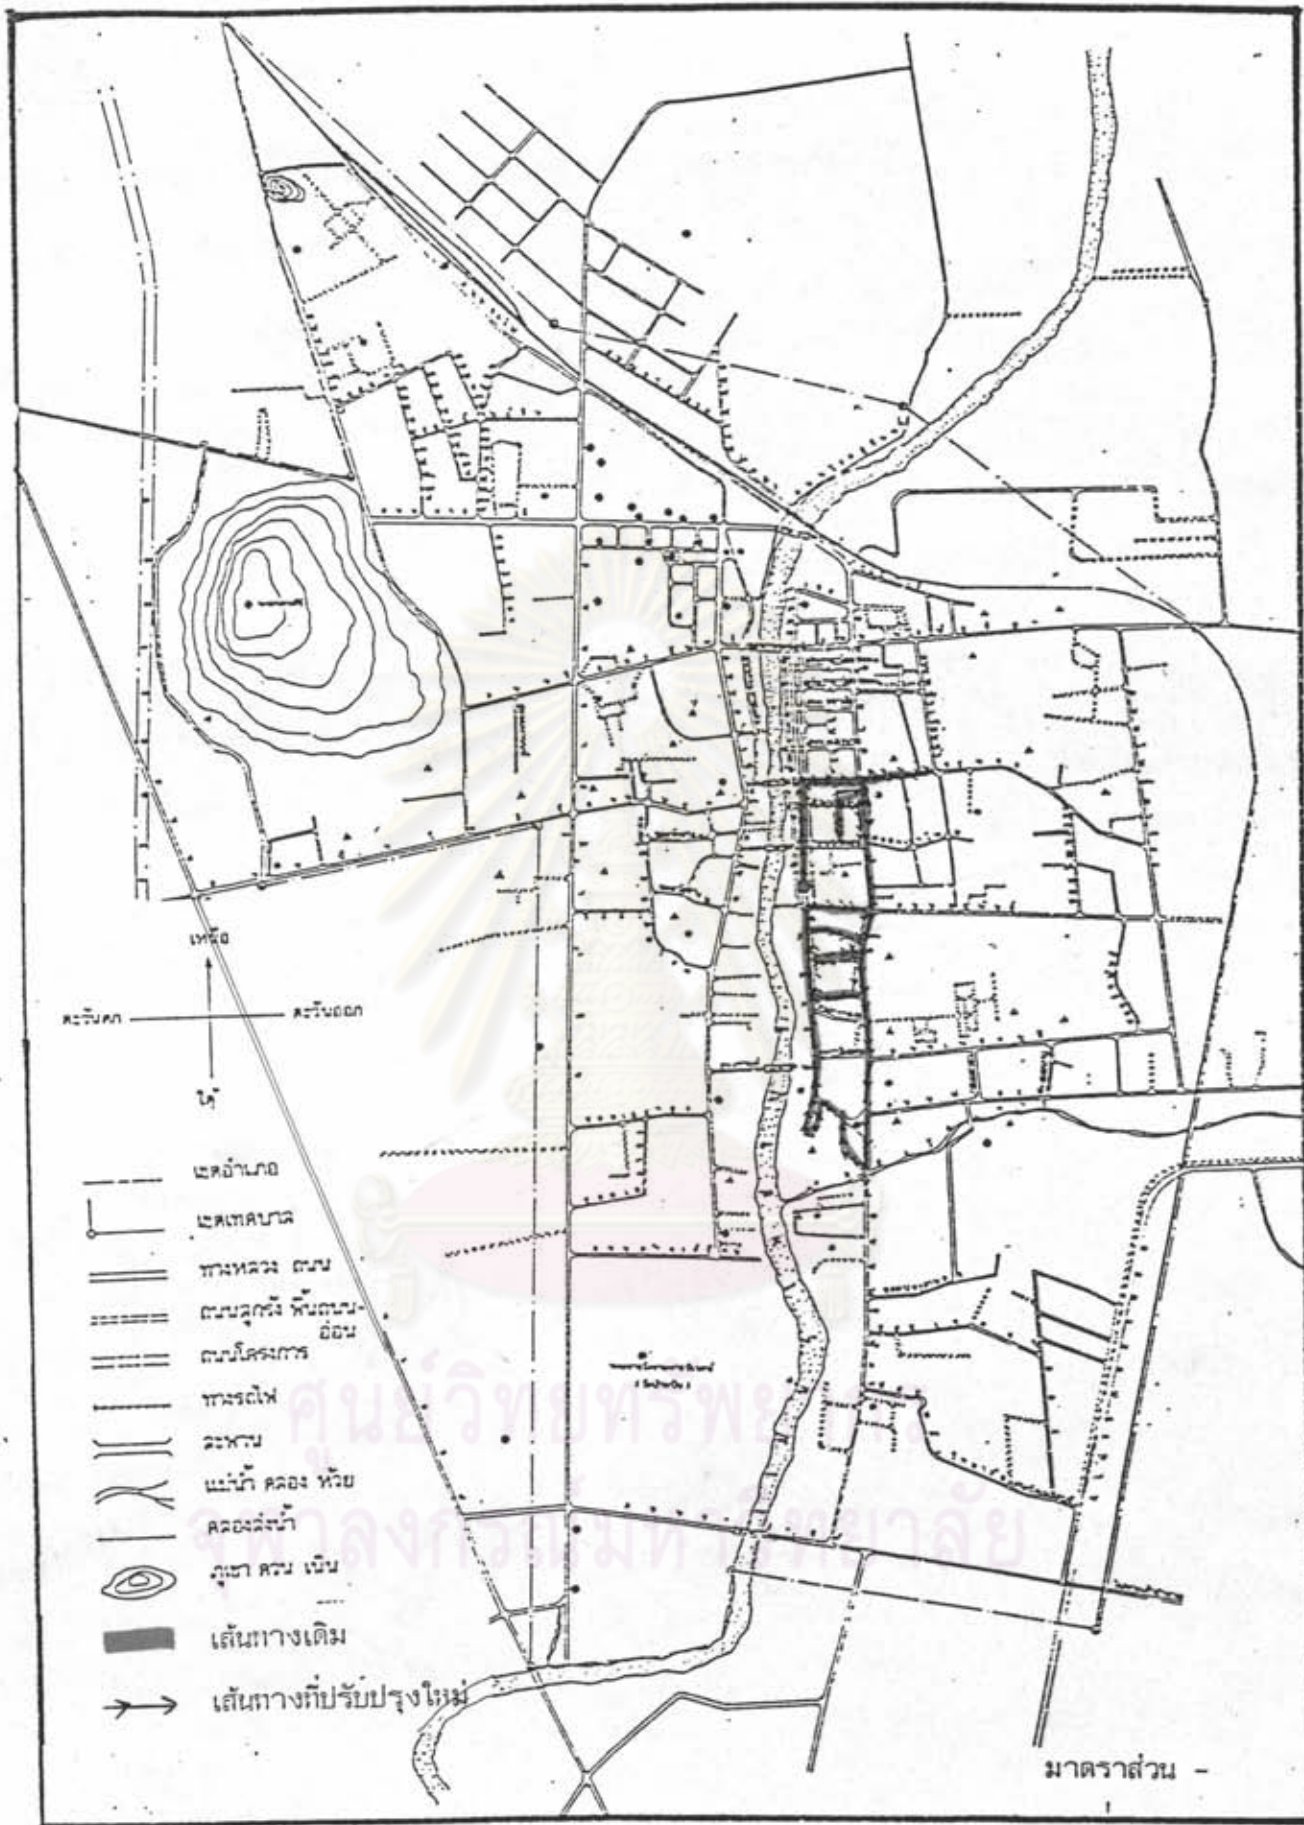 เหนือ
ตะวันตก
ตะวันออก
ใต้
เขตอำเภอ
เขตเทศบาล
ทางหลวง ถนน
ถนนลูกรัง พื้นถนน-
อ่อน
ถนนโครงการ
ทางรถไฟ
สะพาน
แม่น้ำ คลอง ห้วย
คลองส่งน้ำ
ภูเขา ควน เนิน
เส้นทางเดิม
เส้นทางที่ปรับปรุงใหม่
มาตราส่วน -
ศูนย์วิทยทรัพยากร
จุฬาลงกรณ์มหาวิทยาลัย